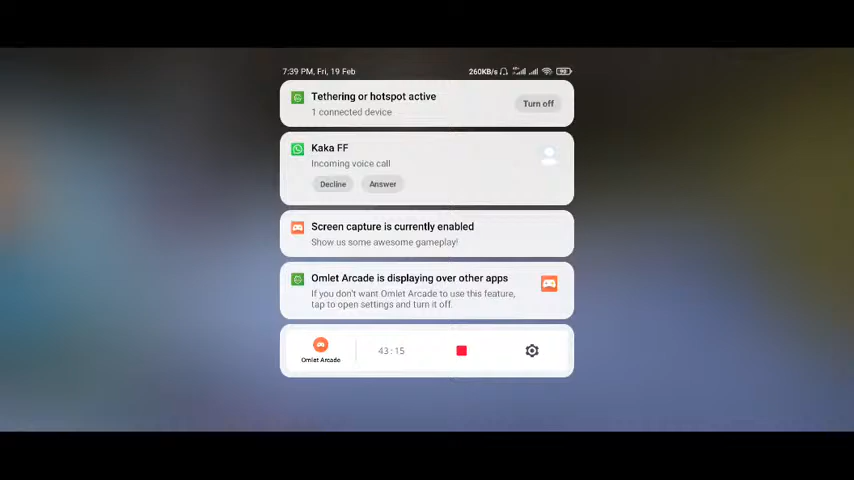 7:39 PM, Fri, 19 Feb
260KB/s
Tethering or hotspot active
1 connected device
Turn off
Kaka FF
Incoming voice call
Decline
Answer
Screen capture is currently enabled
Show us some awesome gameplay!
Omlet Arcade is displaying over other apps
If you don't want Omlet Arcade to use this feature,
tap to open settings and turn it off.
Omlet Arcade
43:15